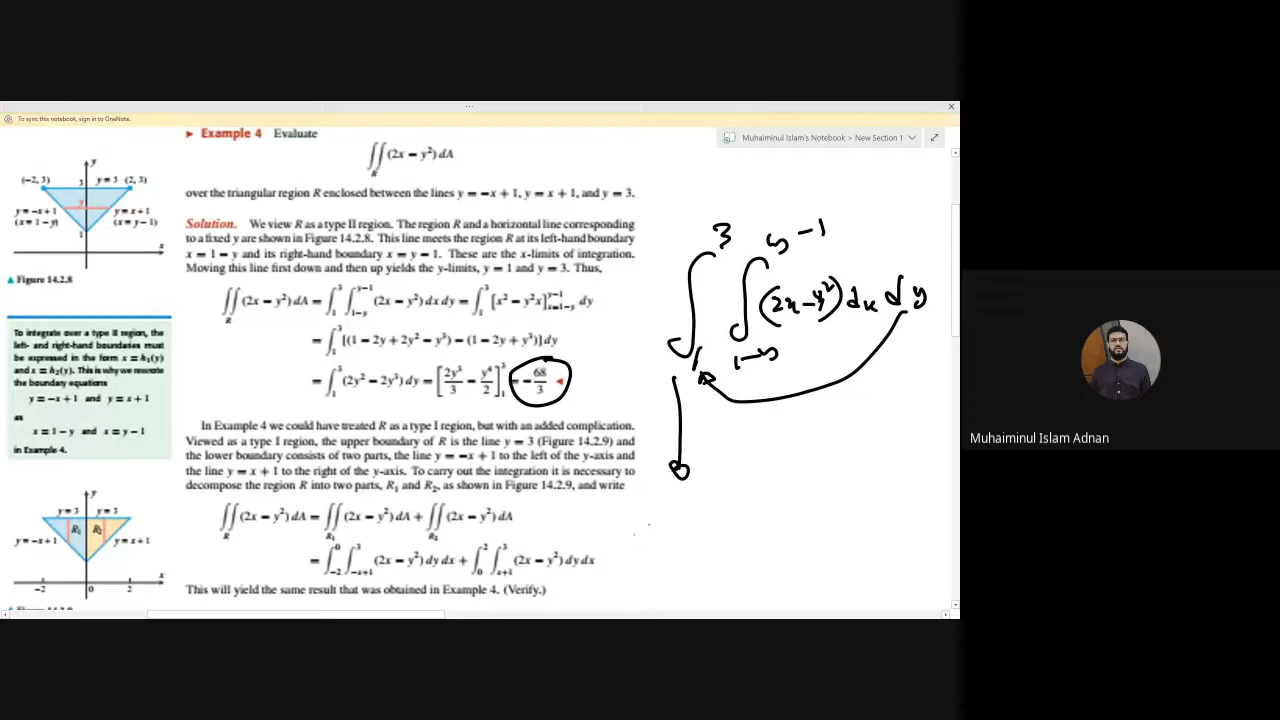 To sync this notebook, sign in to OneNote.
Muhaiminul Islam's Notebook > New Section 1
► Example 4 Evaluate
∬R (2x − y²) dA
over the triangular region R enclosed between the lines y = −x + 1, y = x + 1, and y = 3.
Solution. We view R as a type II region. The region R and a horizontal line corresponding
to a fixed y are shown in Figure 14.2.8. This line meets the region R at its left-hand boundary
x = 1 − y and its right-hand boundary x = y − 1. These are the x-limits of integration.
Moving this line first down and then up yields the y-limits, y = 1 and y = 3. Thus,
∬R (2x − y²) dA = ∫₁³ ∫_{1−y}^{y−1} (2x − y²) dx dy = ∫₁³ [x² − y²x]_{x=1−y}^{y−1} dy
= ∫₁³ [(1 − 2y + 2y² − y³) − (1 − 2y + y³)] dy
= ∫₁³ (2y² − 2y³) dy = [2y³/3 − y⁴/2]₁³ = −68/3 ◄
In Example 4 we could have treated R as a type I region, but with an added complication.
Viewed as a type I region, the upper boundary of R is the line y = 3 (Figure 14.2.9) and
the lower boundary consists of two parts, the line y = −x + 1 to the left of the y-axis and
the line y = x + 1 to the right of the y-axis. To carry out the integration it is necessary to
decompose the region R into two parts, R₁ and R₂, as shown in Figure 14.2.9, and write
∬R (2x − y²) dA = ∬R₁ (2x − y²) dA + ∬R₂ (2x − y²) dA
= ∫₋₂⁰ ∫_{−x+1}³ (2x − y²) dy dx + ∫₀² ∫_{x+1}³ (2x − y²) dy dx
This will yield the same result that was obtained in Example 4. (Verify.)
y
(−2, 3) 3 y = 3 (2, 3)
y
y = −x + 1 y = x + 1
(x = 1 − y) (x = y − 1)
1
x
▲ Figure 14.2.8
To integrate over a type II region, the
left- and right-hand boundaries must
be expressed in the form x = h₁(y)
and x = h₂(y). This is why we rewrote
the boundary equations
y = −x + 1 and y = x + 1
as
x = 1 − y and x = y − 1
in Example 4.
y
y = 3 y = 3
R₁ R₂
y = −x + 1 y = x + 1
x
−2 0 2
∫₁³ ∫_{1−y}^{y−1} (2x − y²) dx dy
Muhaiminul Islam Adnan